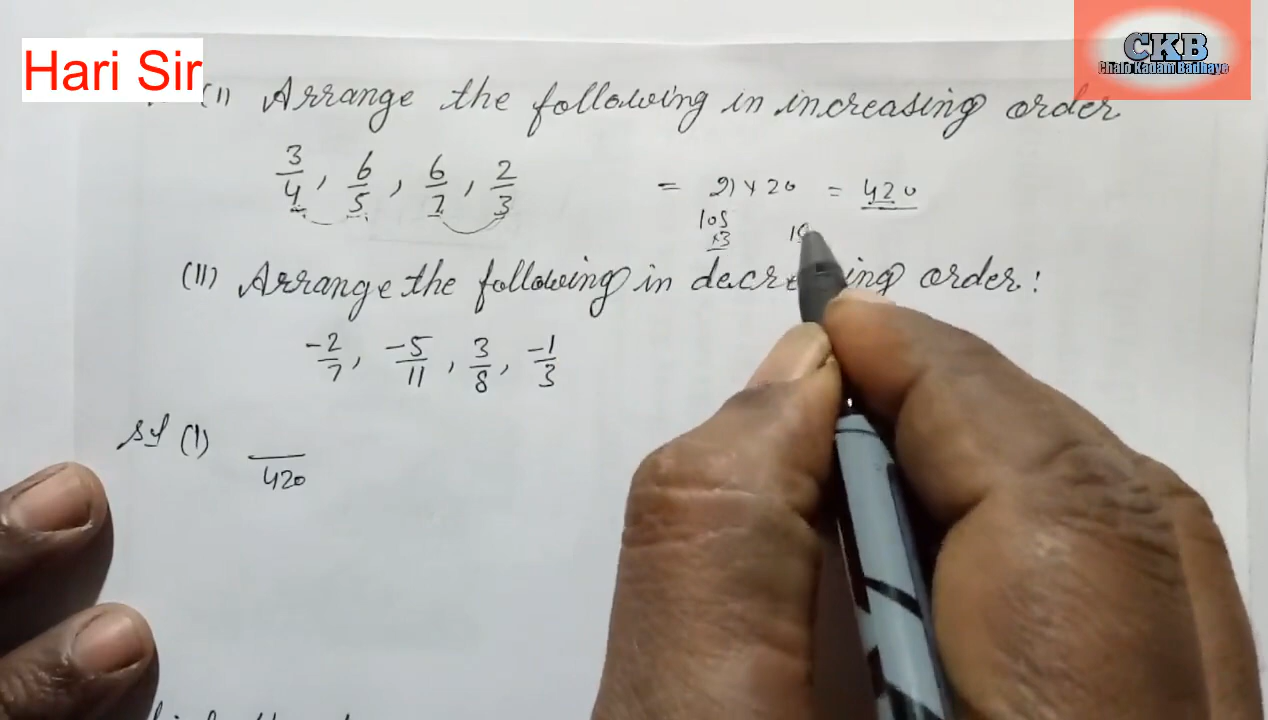 Hari Sir
CKB
Chalo Kadam Badhaye
(I) Arrange the following in increasing order
3/4, 6/5, 6/7, 2/3
= 21 × 20 = 420
105
×3
(II) Arrange the following in decreasing order:
-2/7, -5/11, 3/8, -1/3
Sol (I)
420